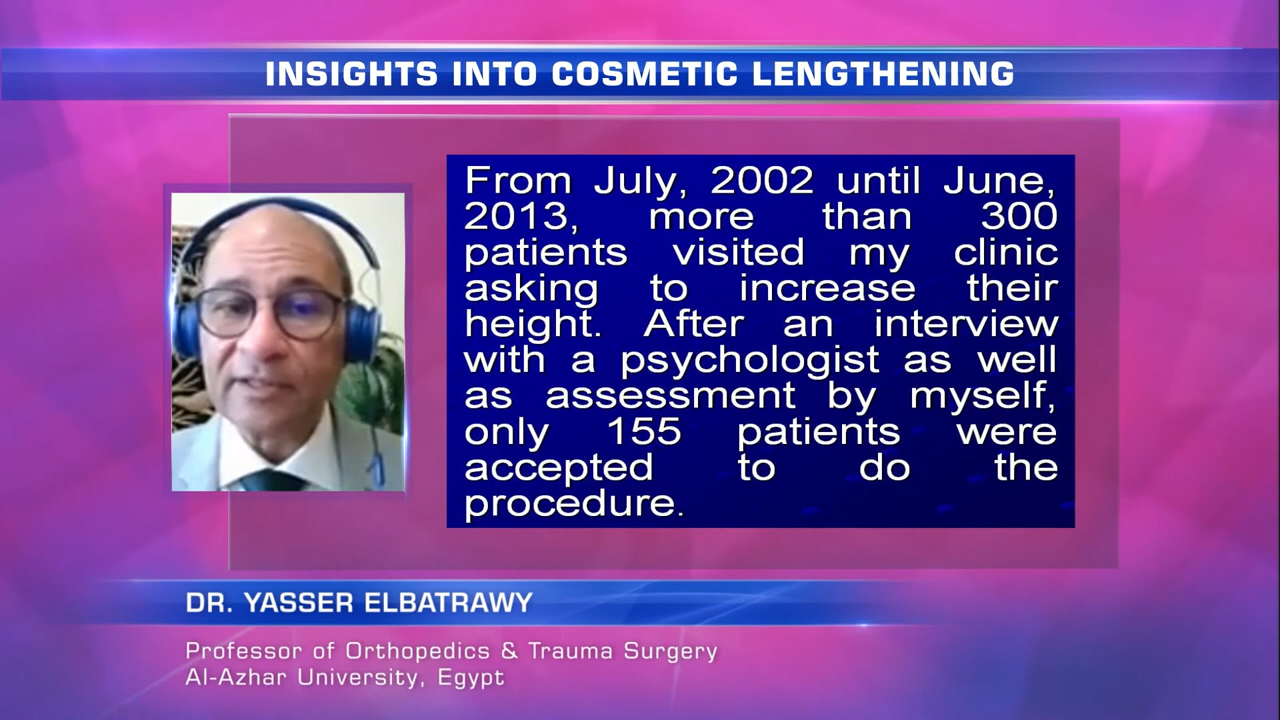 INSIGHTS INTO COSMETIC LENGTHENING
From July, 2002 until June,
2013, more than 300
patients visited my clinic
asking to increase their
height. After an interview
with a psychologist as well
as assessment by myself,
only 155 patients were
accepted to do the
procedure.
DR. YASSER ELBATRAWY
Professor of Orthopedics & Trauma Surgery
Al-Azhar University, Egypt